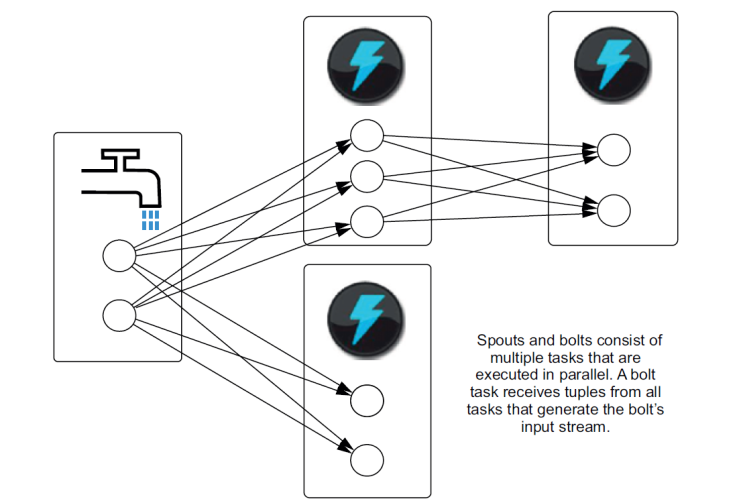 Spouts and bolts consist of
multiple tasks that are
executed in parallel. A bolt
task receives tuples from all
tasks that generate the bolt's
input stream.